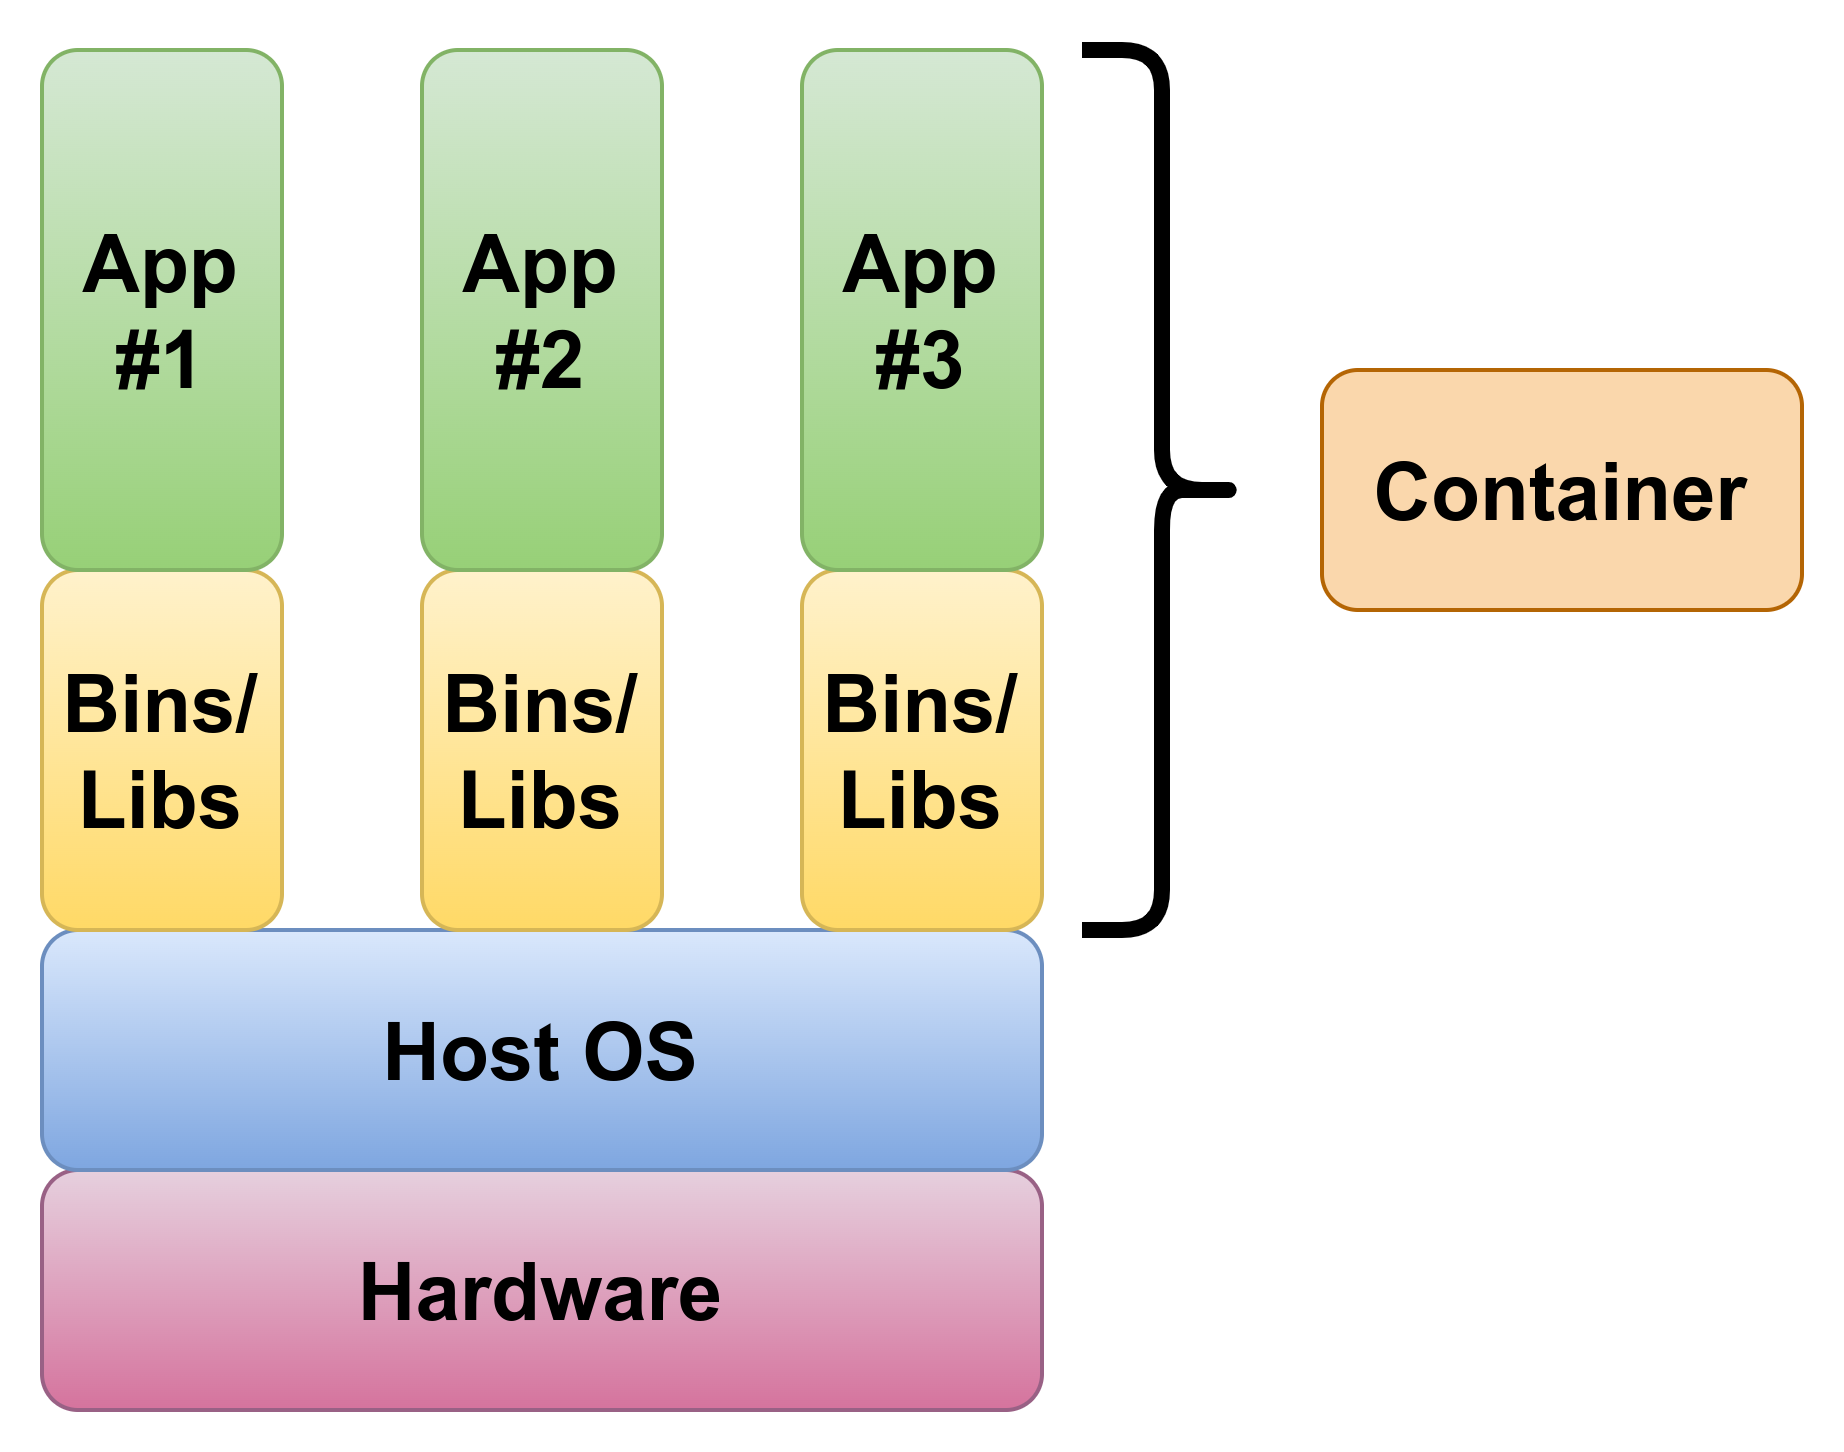 App
#1
App
#2
App
#3
Container
Bins/
Libs
Bins/
Libs
Bins/
Libs
Host OS
Hardware